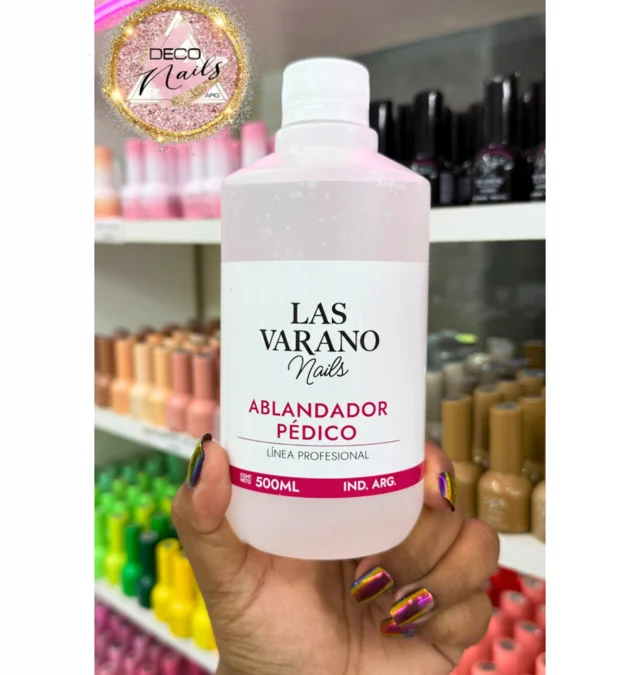 DECO
Nails
ARG
LAS
VARANO
Nails
ABLANDADOR
PÉDICO
LÍNEA PROFESIONAL
CONT.
NETO 500ML IND. ARG.